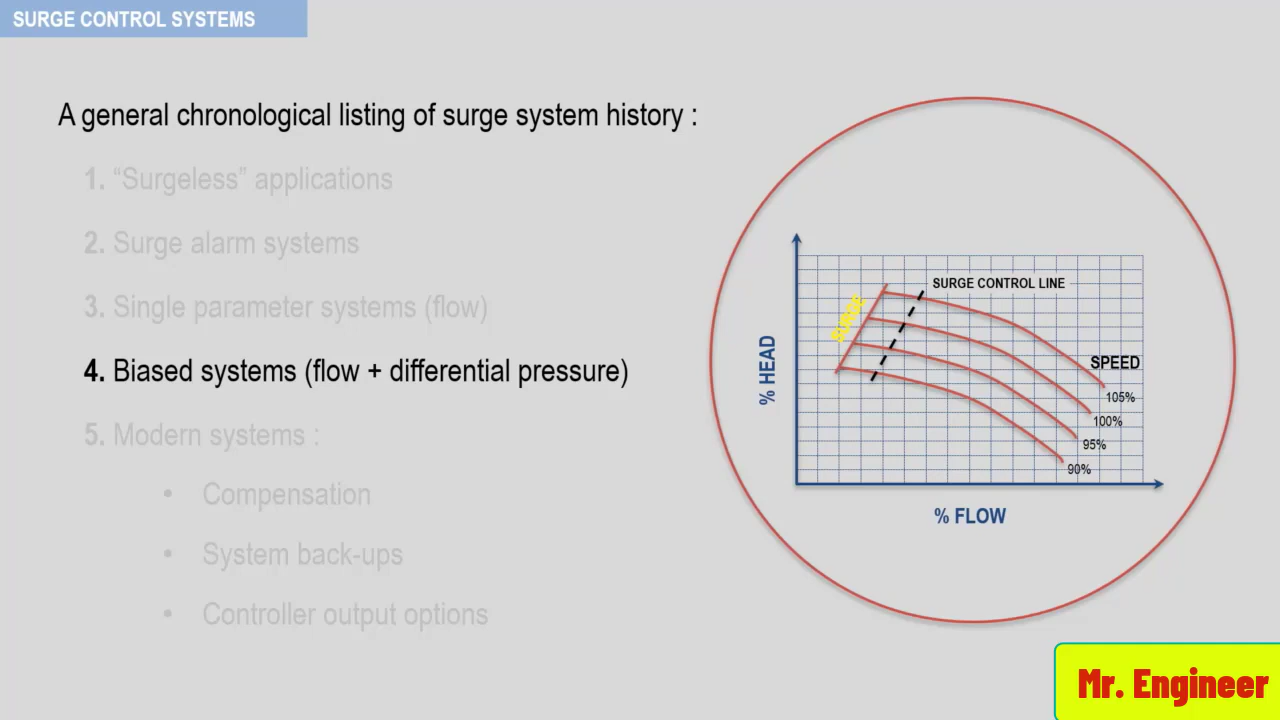 SURGE CONTROL SYSTEMS
A general chronological listing of surge system history :
1. “Surgeless” applications
2. Surge alarm systems
3. Single parameter systems (flow)
4. Biased systems (flow + differential pressure)
5. Modern systems :
• Compensation
• System back-ups
• Controller output options
SURGE CONTROL LINE
SURGE
SPEED
105%
100%
95%
90%
% HEAD
% FLOW
Mr. Engineer